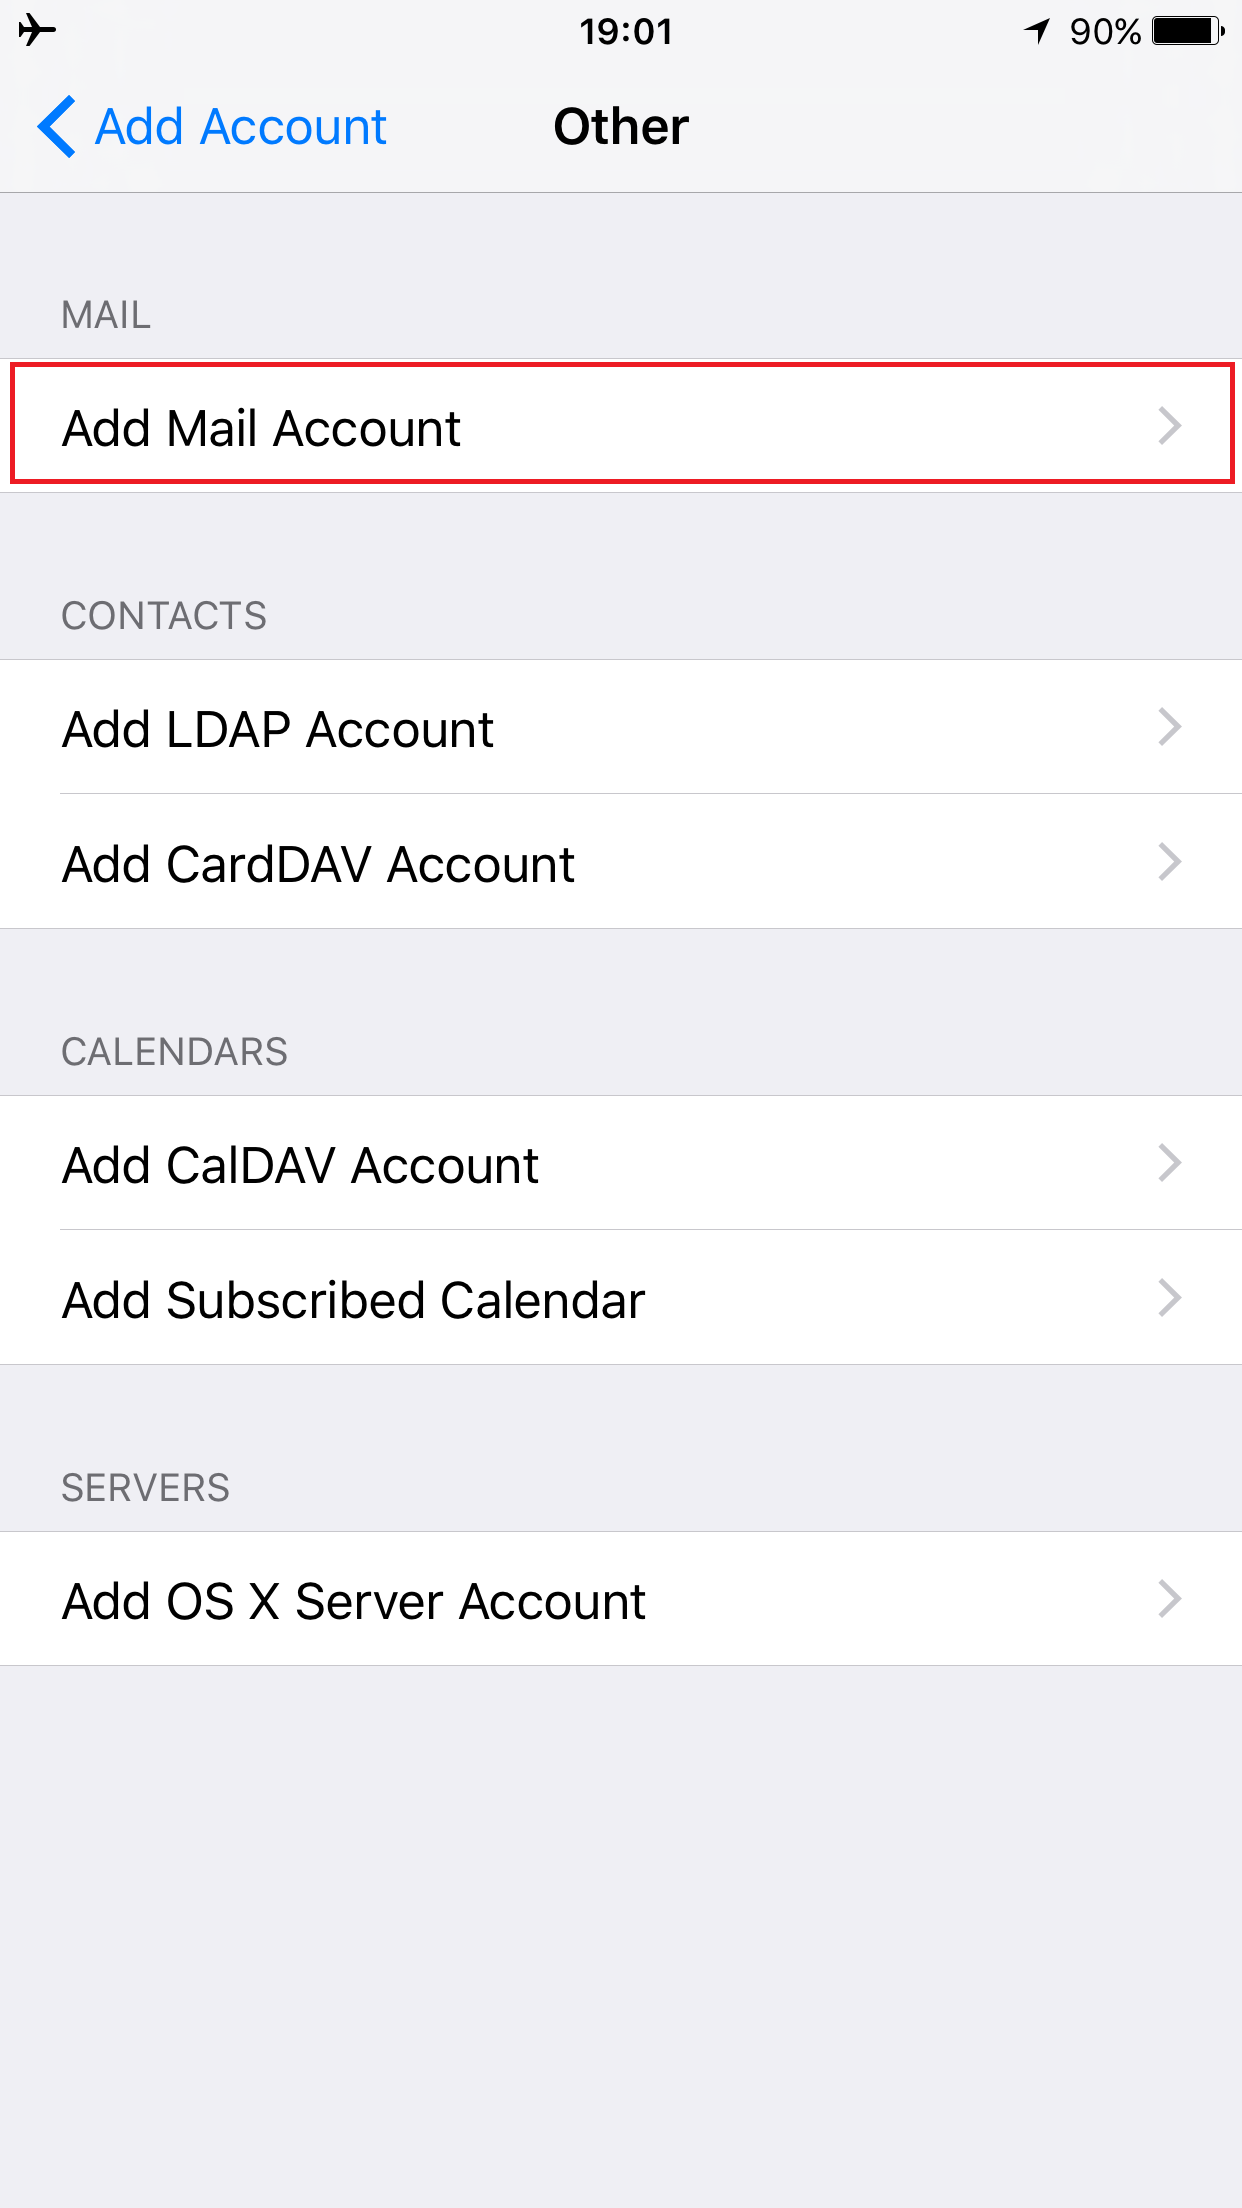 19:01
90%
Add Account
Other
MAIL
Add Mail Account
CONTACTS
Add LDAP Account
Add CardDAV Account
CALENDARS
Add CalDAV Account
Add Subscribed Calendar
SERVERS
Add OS X Server Account